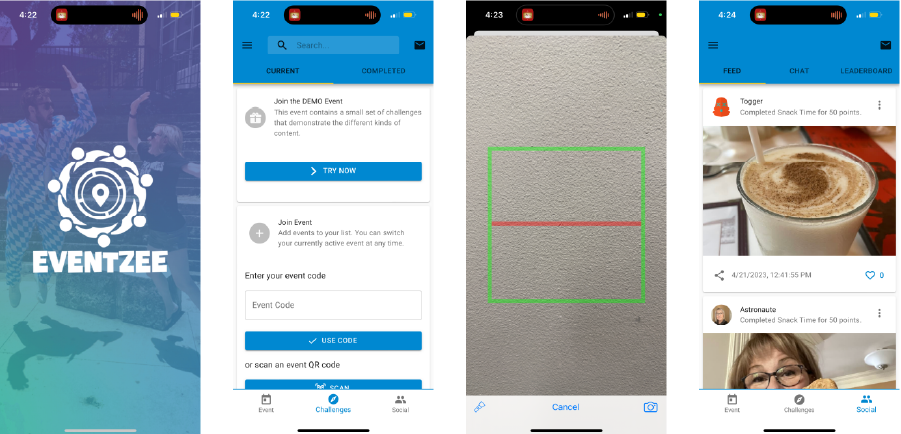 4:22
EVENTZEE
4:22
Search...
CURRENT COMPLETED
Join the DEMO Event
This event contains a small set of challenges
that demonstrate the different kinds of
content.
TRY NOW
Join Event
Add events to your list. You can switch
your currently active event at any time.
Enter your event code
Event Code
USE CODE
or scan an event QR code
SCAN
Event Challenges Social
4:23
Cancel
4:24
FEED CHAT LEADERBOARD
Togger
Completed Snack Time for 50 points.
4/21/2023, 12:41:55 PM 0
Astronaute
Completed Snack Time for 50 points.
Event Challenges Social